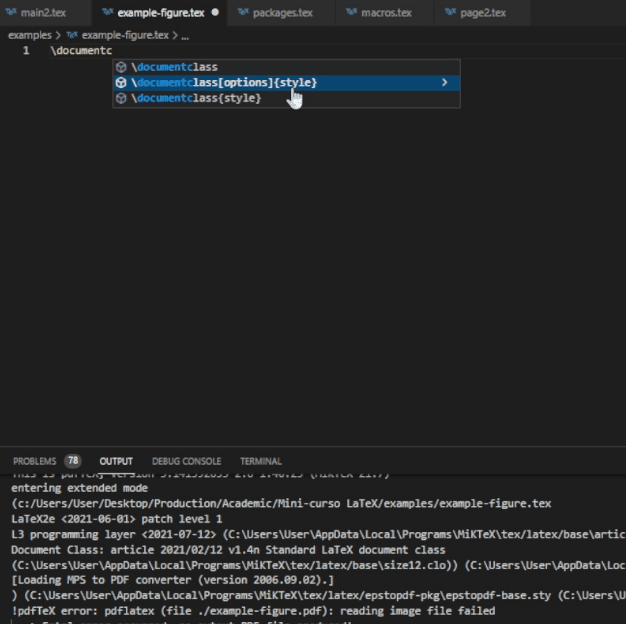 main2.tex example-figure.tex packages.tex macros.tex page2.tex
examples > example-figure.tex > ...
1 \documentc
\documentclass
\documentclass[options]{style}
\documentclass{style}
PROBLEMS 78 OUTPUT DEBUG CONSOLE TERMINAL
entering extended mode
(c:/Users/User/Desktop/Production/Academic/Mini-curso LaTeX/examples/example-figure.tex
LaTeX2e <2021-06-01> patch level 1
L3 programming layer <2021-07-12> (C:\Users\User\AppData\Local\Programs\MiKTeX\tex/latex/base\artic
Document Class: article 2021/02/12 v1.4n Standard LaTeX document class
(C:\Users\User\AppData\Local\Programs\MiKTeX\tex/latex/base\size12.clo)) (C:\Users\User\AppData\Loc
[Loading MPS to PDF converter (version 2006.09.02).]
) (C:\Users\User\AppData\Local\Programs\MiKTeX\tex/latex/epstopdf-pkg\epstopdf-base.sty (C:\Users\U
!pdfTeX error: pdflatex (file ./example-figure.pdf): reading image file failed